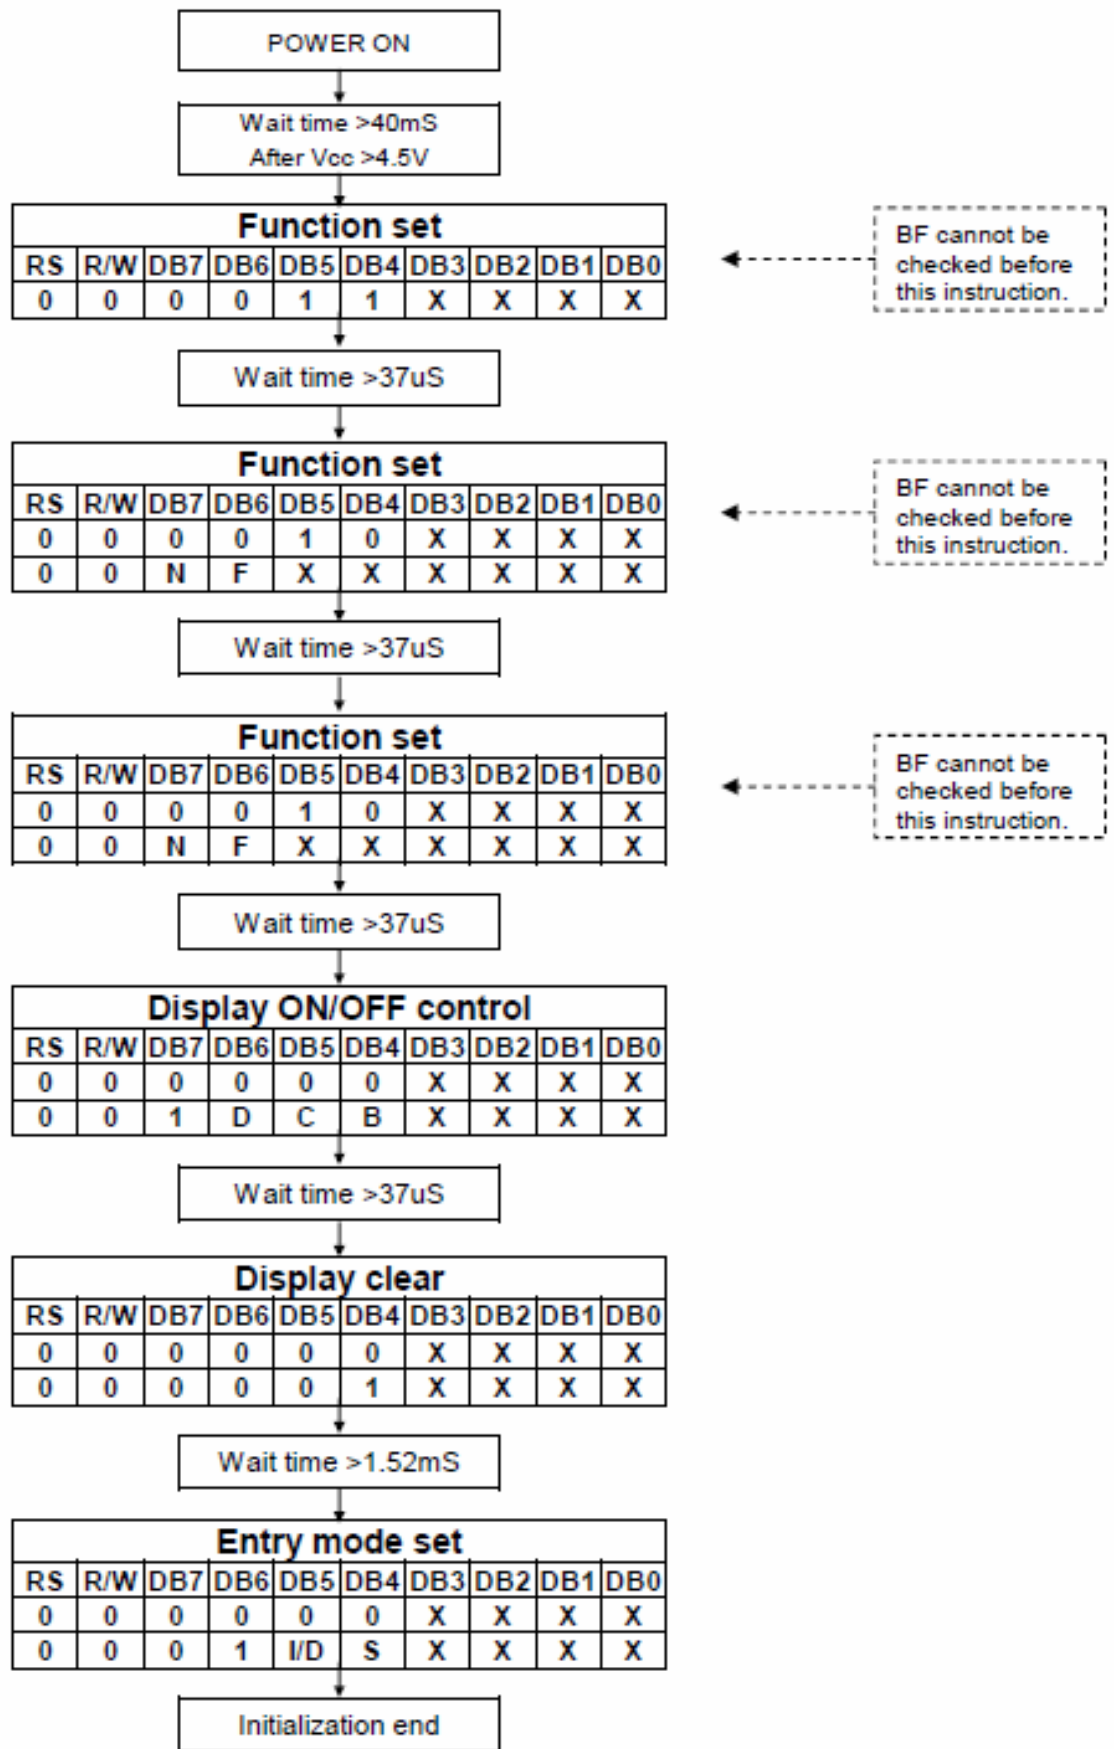 POWER ON
Wait time >40mS
After Vcc >4.5V
Function set
RS R/W DB7 DB6 DB5 DB4 DB3 DB2 DB1 DB0
0 0 0 0 1 1 X X X X
BF cannot be
checked before
this instruction.
Wait time >37uS
Function set
RS R/W DB7 DB6 DB5 DB4 DB3 DB2 DB1 DB0
0 0 0 0 1 0 X X X X
0 0 N F X X X X X X
BF cannot be
checked before
this instruction.
Wait time >37uS
Function set
RS R/W DB7 DB6 DB5 DB4 DB3 DB2 DB1 DB0
0 0 0 0 1 0 X X X X
0 0 N F X X X X X X
BF cannot be
checked before
this instruction.
Wait time >37uS
Display ON/OFF control
RS R/W DB7 DB6 DB5 DB4 DB3 DB2 DB1 DB0
0 0 0 0 0 0 X X X X
0 0 1 D C B X X X X
Wait time >37uS
Display clear
RS R/W DB7 DB6 DB5 DB4 DB3 DB2 DB1 DB0
0 0 0 0 0 0 X X X X
0 0 0 0 0 1 X X X X
Wait time >1.52mS
Entry mode set
RS R/W DB7 DB6 DB5 DB4 DB3 DB2 DB1 DB0
0 0 0 0 0 0 X X X X
0 0 0 1 I/D S X X X X
Initialization end